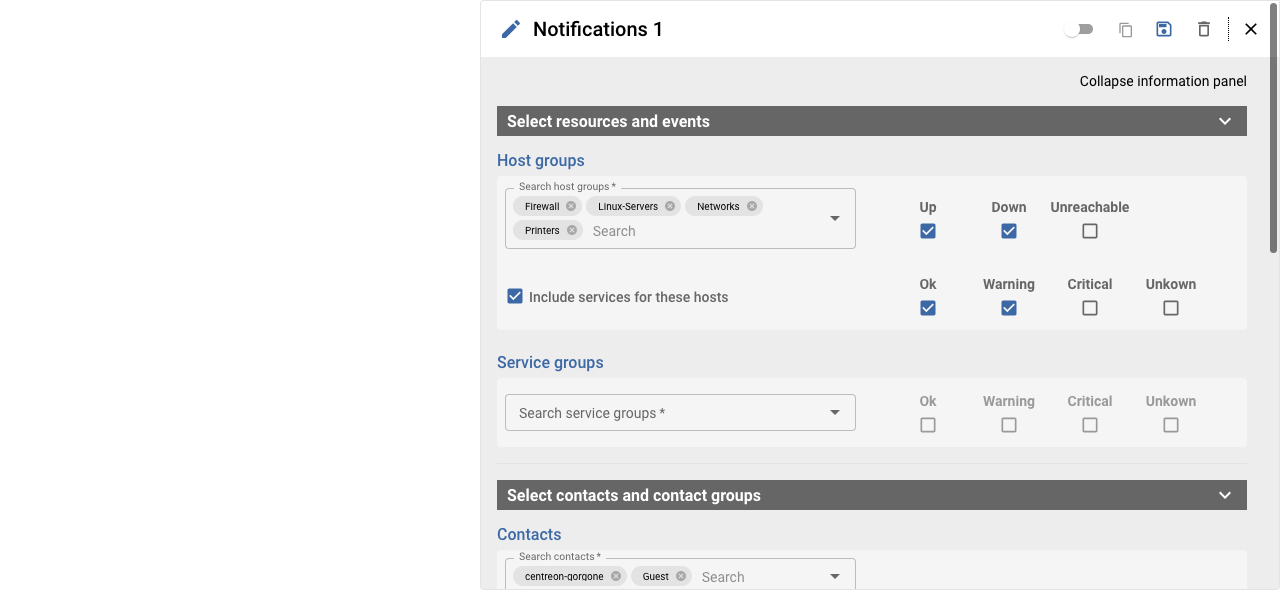 Notifications 1
Collapse information panel
Select resources and events
Host groups
Search host groups *
Firewall Linux-Servers Networks
Printers Search
Up Down Unreachable
Include services for these hosts
Ok Warning Critical Unkown
Service groups
Search service groups *
Ok Warning Critical Unkown
Select contacts and contact groups
Contacts
Search contacts *
centreon-gorgone Guest Search